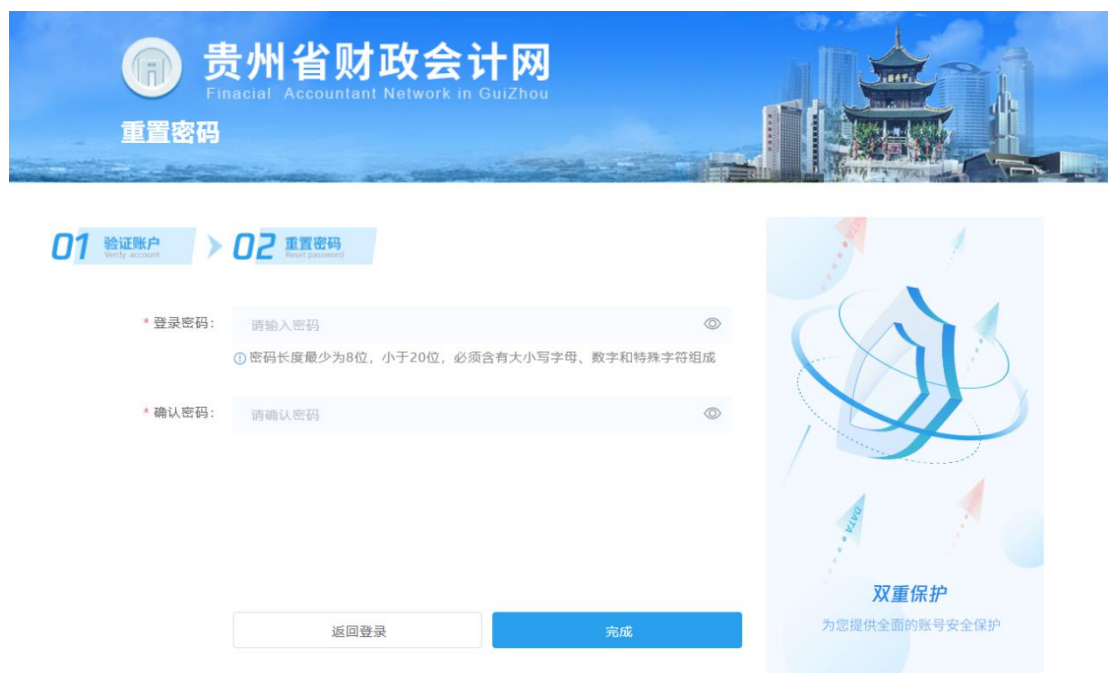 贵州省财政会计网
Finacial Accountant Network in GuiZhou
重置密码
01 验证账户 02 重置密码
Verify account Reset password
* 登录密码： 请输入密码
密码长度最少为8位，小于20位，必须含有大小写字母、数字和特殊字符组成
* 确认密码： 请确认密码
DATA
DATA
双重保护
为您提供全面的账号安全保护
返回登录 完成